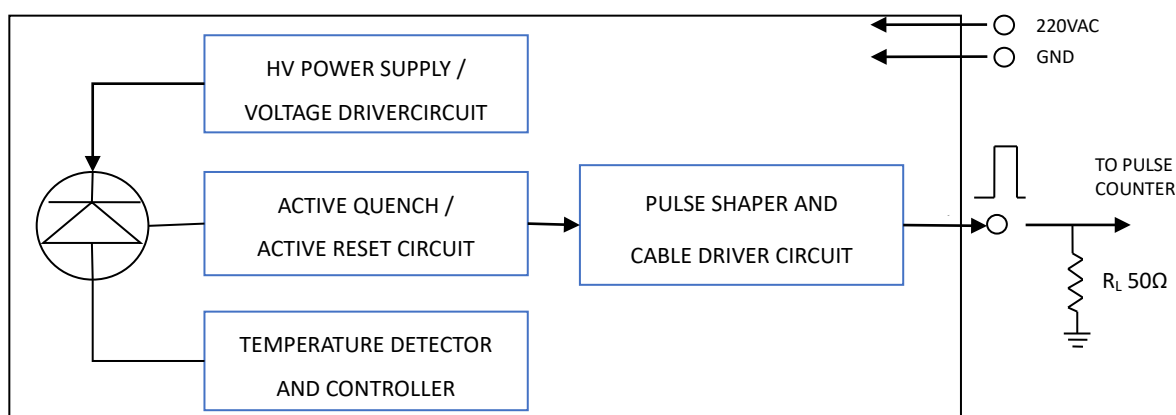 220VAC
GND
HV POWER SUPPLY /
VOLTAGE DRIVERCIRCUIT
ACTIVE QUENCH /
ACTIVE RESET CIRCUIT
PULSE SHAPER AND
CABLE DRIVER CIRCUIT
TO PULSE
COUNTER
RL 50Ω
TEMPERATURE DETECTOR
AND CONTROLLER